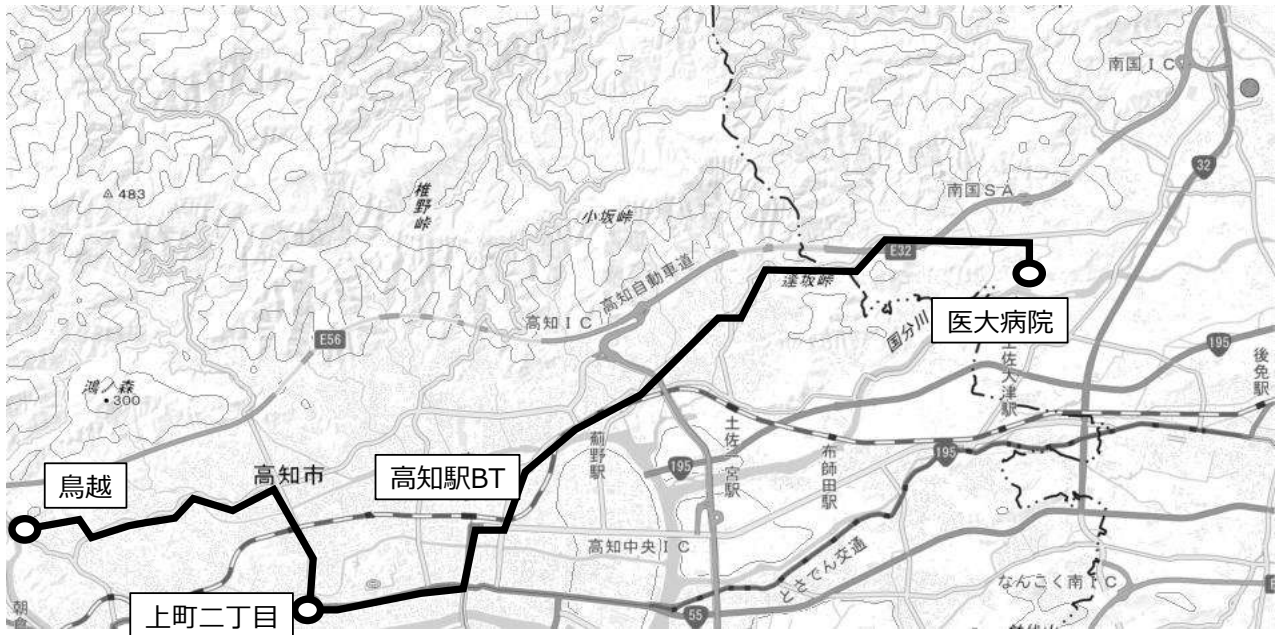 南国IC
32
483
椎野峠
小坂峠
南国SA
E32
逢坂峠
高知自動車道
医大病院
国分川
高知IC
E56
195
土佐大津駅
後免駅
鴻ノ森
300
薊野駅
土佐一宮駅
布師田駅
195
195
高知市
高知駅BT
鳥越
高知中央IC
とさでん交通
なんこく南IC
上町二丁目
55